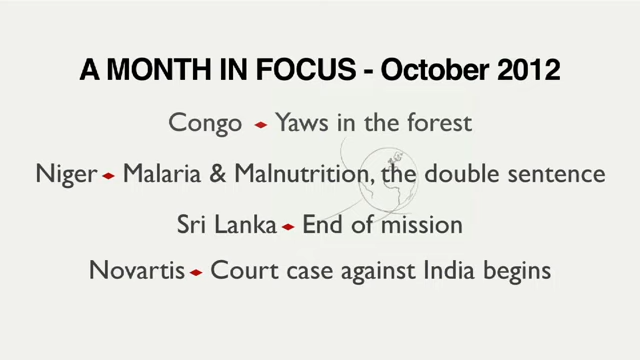 A MONTH IN FOCUS - October 2012
Congo ♦ Yaws in the forest
Niger ♦ Malaria & Malnutrition, the double sentence
Sri Lanka ♦ End of mission
Novartis ♦ Court case against India begins